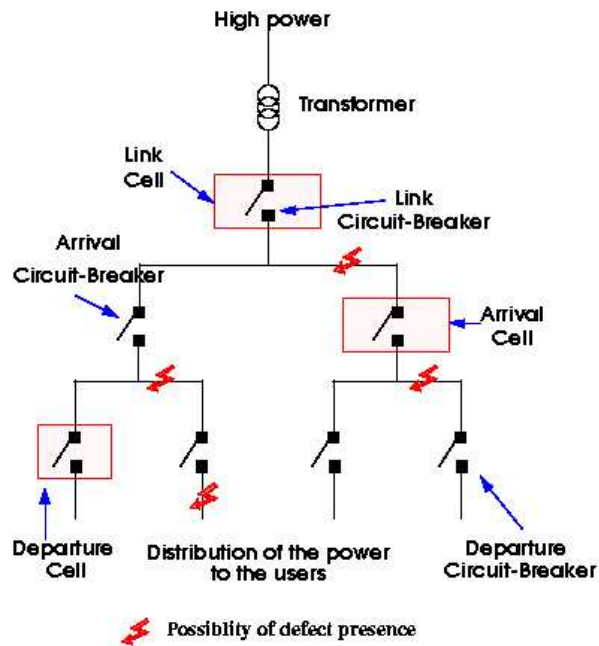 High power
Transformer
Link
Cell
Link
Circuit-Breaker
Arrival
Circuit-Breaker
Arrival
Cell
Departure
Cell
Distribution of the power
to the users
Departure
Circuit-Breaker
Possiblity of defect presence